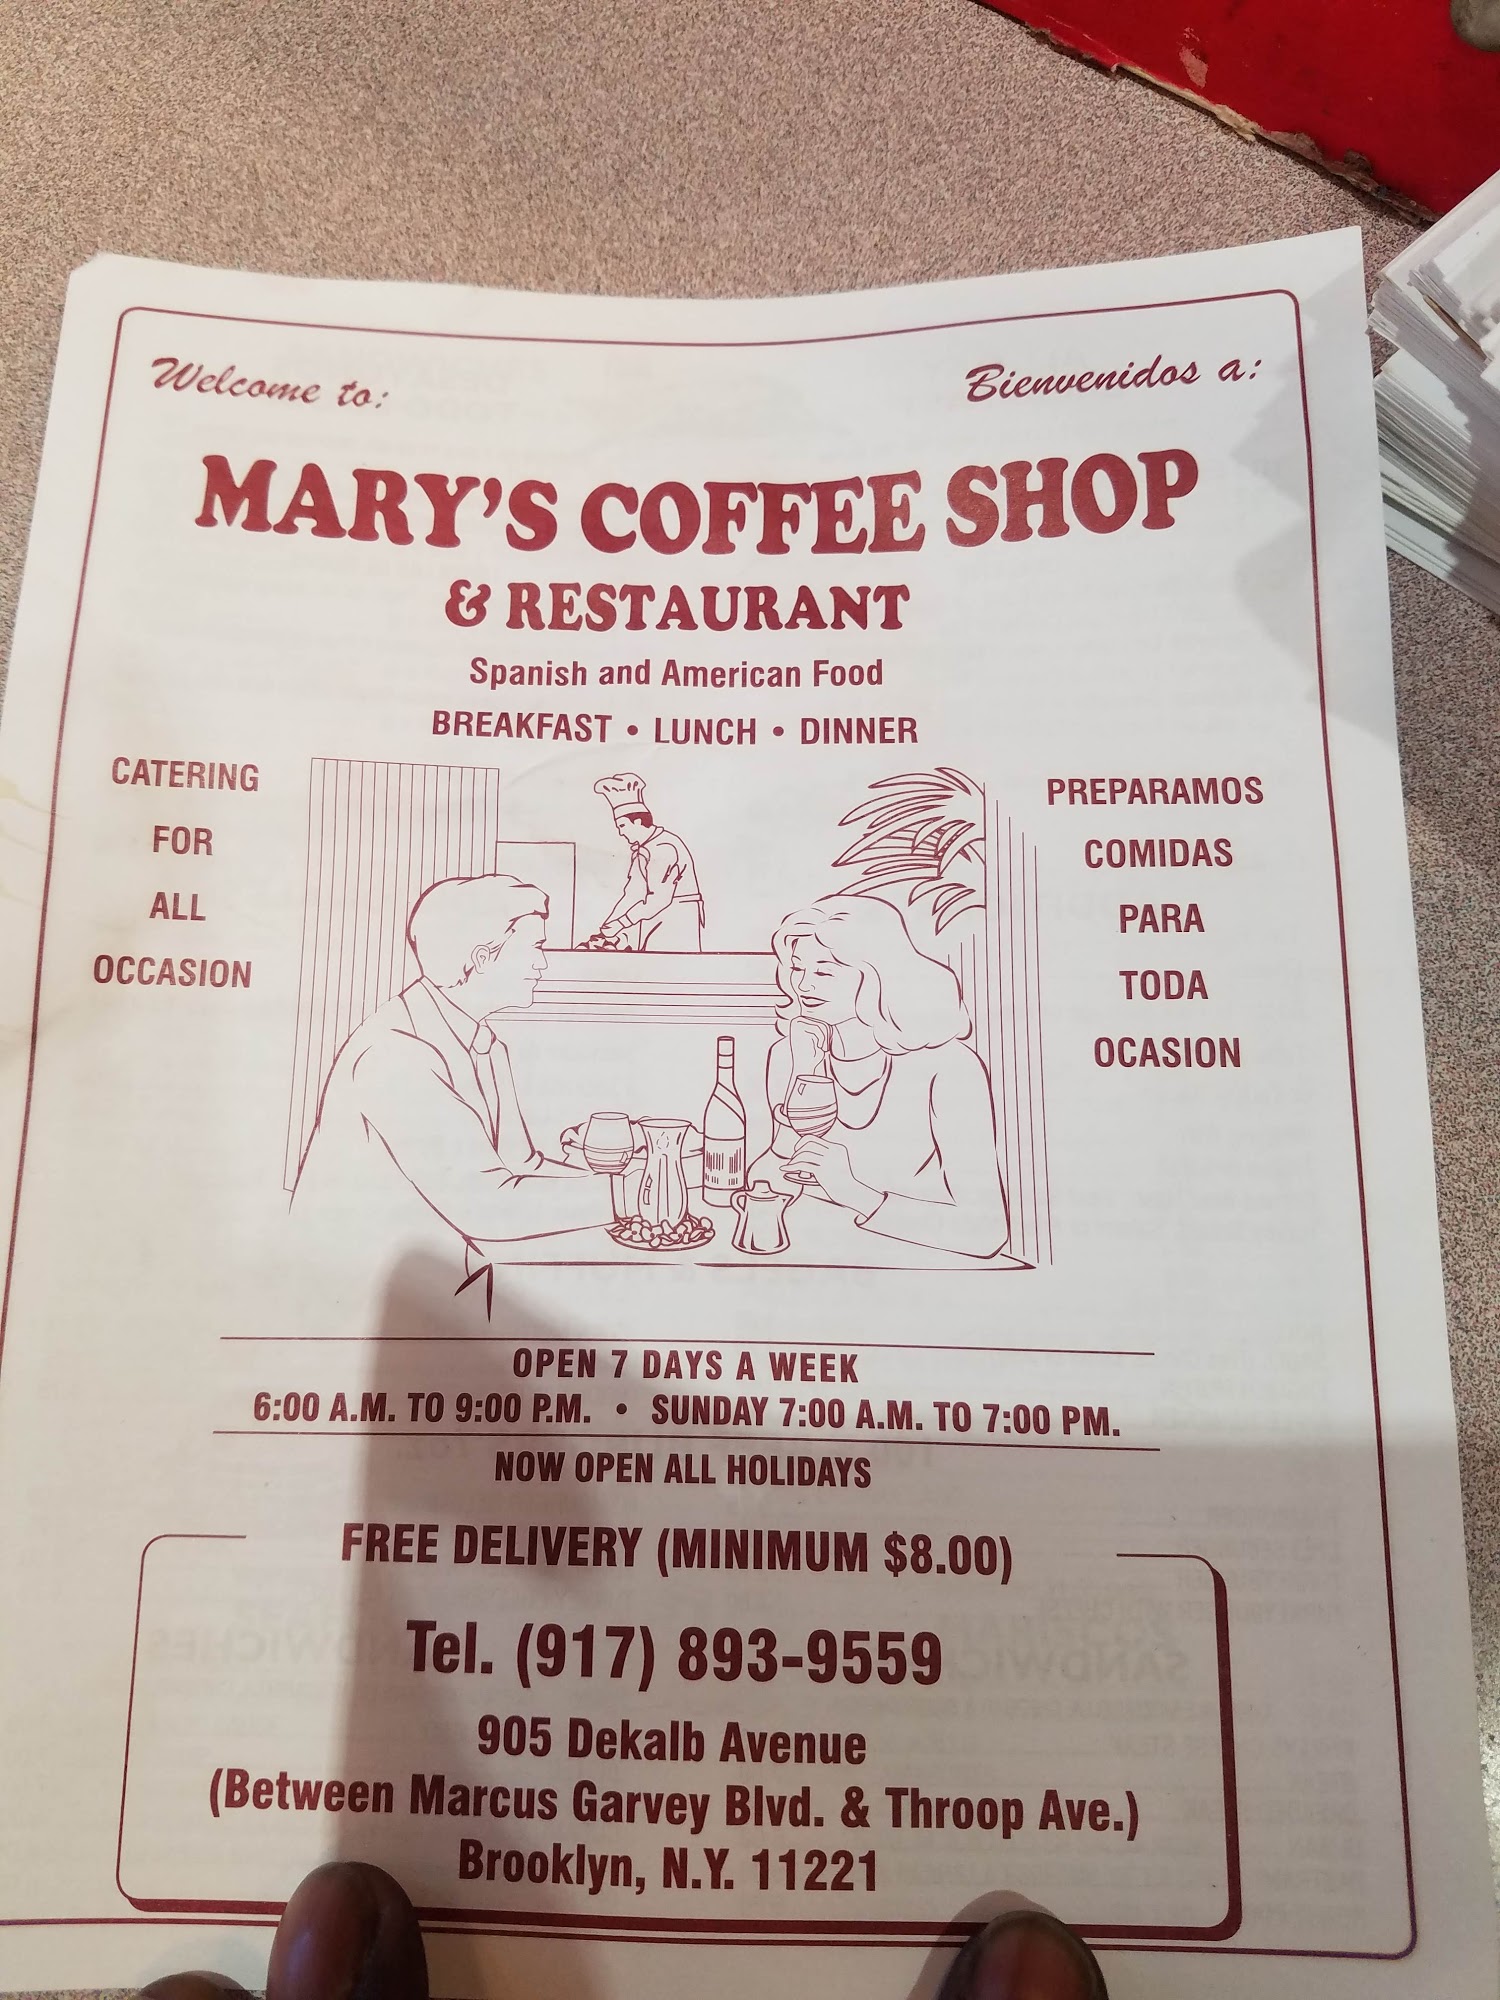 Welcome to:
Bienvenidos a:
MARY'S COFFEE SHOP
& RESTAURANT
Spanish and American Food
BREAKFAST • LUNCH • DINNER
CATERING
FOR
ALL
OCCASION
PREPARAMOS
COMIDAS
PARA
TODA
OCASION
OPEN 7 DAYS A WEEK
6:00 A.M. TO 9:00 P.M. • SUNDAY 7:00 A.M. TO 7:00 PM.
NOW OPEN ALL HOLIDAYS
FREE DELIVERY (MINIMUM $8.00)
Tel. (917) 893-9559
905 Dekalb Avenue
(Between Marcus Garvey Blvd. & Throop Ave.)
Brooklyn, N.Y. 11221